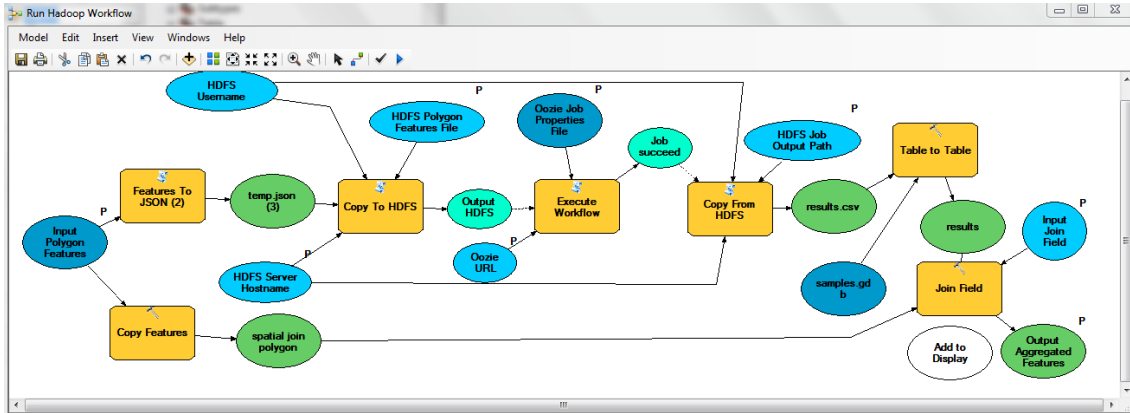 Run Hadoop Workflow
Model Edit Insert View Windows Help
HDFS
Username
P
HDFS Polygon
Features File
P
Oozie Job
Properties
File
Job
succeed
P
HDFS Job
Output Path
Table to Table
P
Features To
JSON (2)
temp.json
(3)
Copy To HDFS
Output
HDFS
Execute
Workflow
Copy From
HDFS
results.csv
results
P
Input
Join
Field
Input
Polygon
Features
P
HDFS Server
Hostname
P
Oozie
URL
samples.gd
b
Join Field
Copy Features
spatial join
polygon
Add to
Display
P
Output
Aggregated
Features